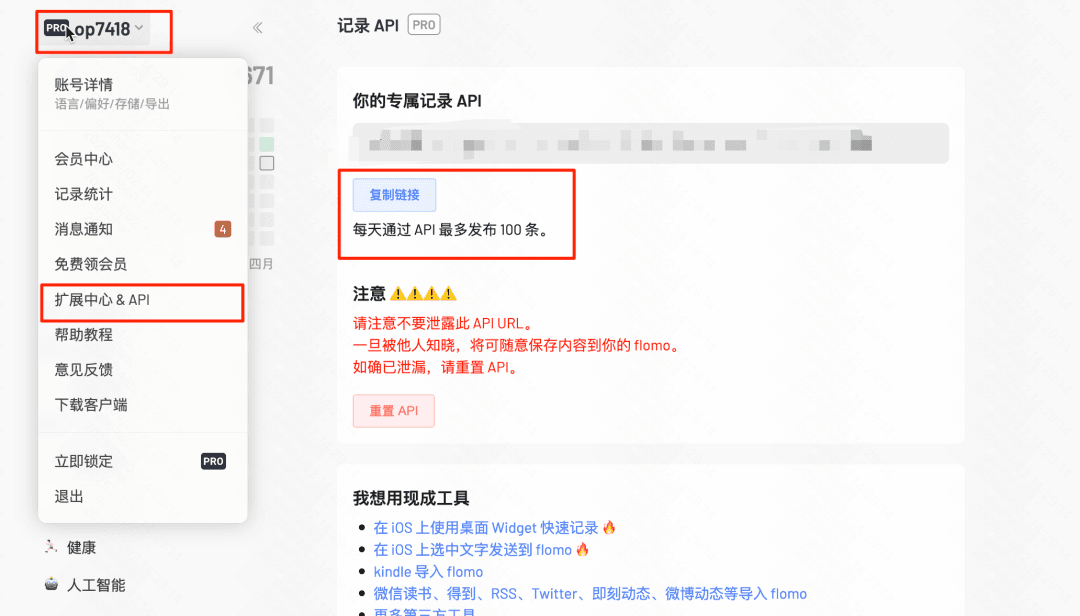 PRO op7418
671
账号详情
语言/偏好/存储/导出
会员中心
记录统计
消息通知 4
免费领会员
扩展中心 & API
帮助教程
意见反馈
下载客户端
立即锁定 PRO
退出
四月
健康
人工智能
记录 API PRO
你的专属记录 API
复制链接
每天通过 API 最多发布 100 条。
注意 ⚠️⚠️⚠️⚠️
请注意不要泄露此 API URL。
一旦被他人知晓，将可随意保存内容到你的 flomo。
如确已泄漏，请重置 API。
重置 API
我想用现成工具
在 iOS 上使用桌面 Widget 快速记录 🔥
在 iOS 上选中文字发送到 flomo 🔥
kindle 导入 flomo
微信读书、得到、RSS、Twitter、即刻动态、微博动态等导入 flomo
更多第三方工具